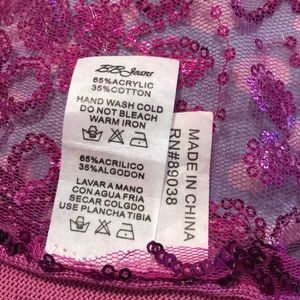 BB Jeans
65% ACRYLIC
35% COTTON
HAND WASH COLD
DO NOT BLEACH
WARM IRON
65% ACRILICO
35% ALGODON
LAVAR A MANO
CON AGUA FRIA
SECAR COLGDO
USE PLANCHA TIBIA
MADE IN CHINA
RN#89038